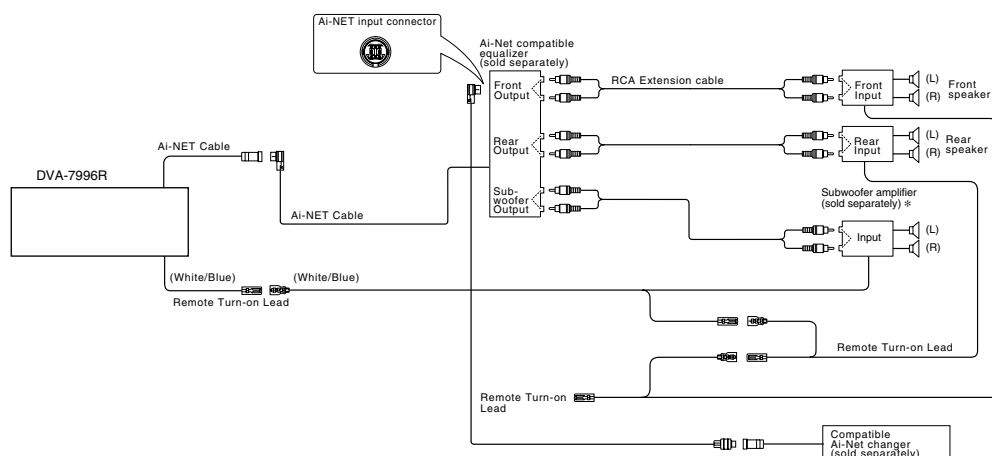 Ai-NET input connector
Ai-Net compatible
equalizer
(sold separately)
Front
Output
RCA Extension cable
Front
Input
(L)
(R)
Front
speaker
Ai-NET Cable
Rear
Output
Rear
Input
(L)
(R)
Rear
speaker
DVA-7996R
Ai-NET Cable
Sub-
woofer
Output
Subwoofer amplifier
(sold separately) *
Input
(L)
(R)
(White/Blue)
(White/Blue)
Remote Turn-on Lead
Remote Turn-on Lead
Remote Turn-on
Lead
Compatible
Ai-Net changer
(sold separately)